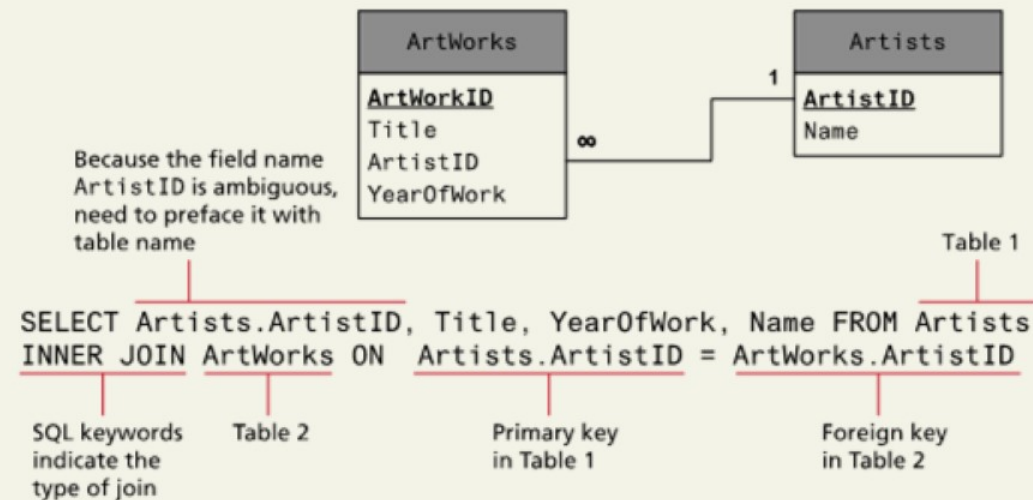 ArtWorks
ArtWorkID
Title
ArtistID
YearOfWork
∞
1
Artists
ArtistID
Name
Because the field name
ArtistID is ambiguous,
need to preface it with
table name
Table 1
SELECT Artists.ArtistID, Title, YearOfWork, Name FROM Artists
INNER JOIN ArtWorks ON Artists.ArtistID = ArtWorks.ArtistID
SQL keywords
indicate the
type of join
Table 2
Primary key
in Table 1
Foreign key
in Table 2